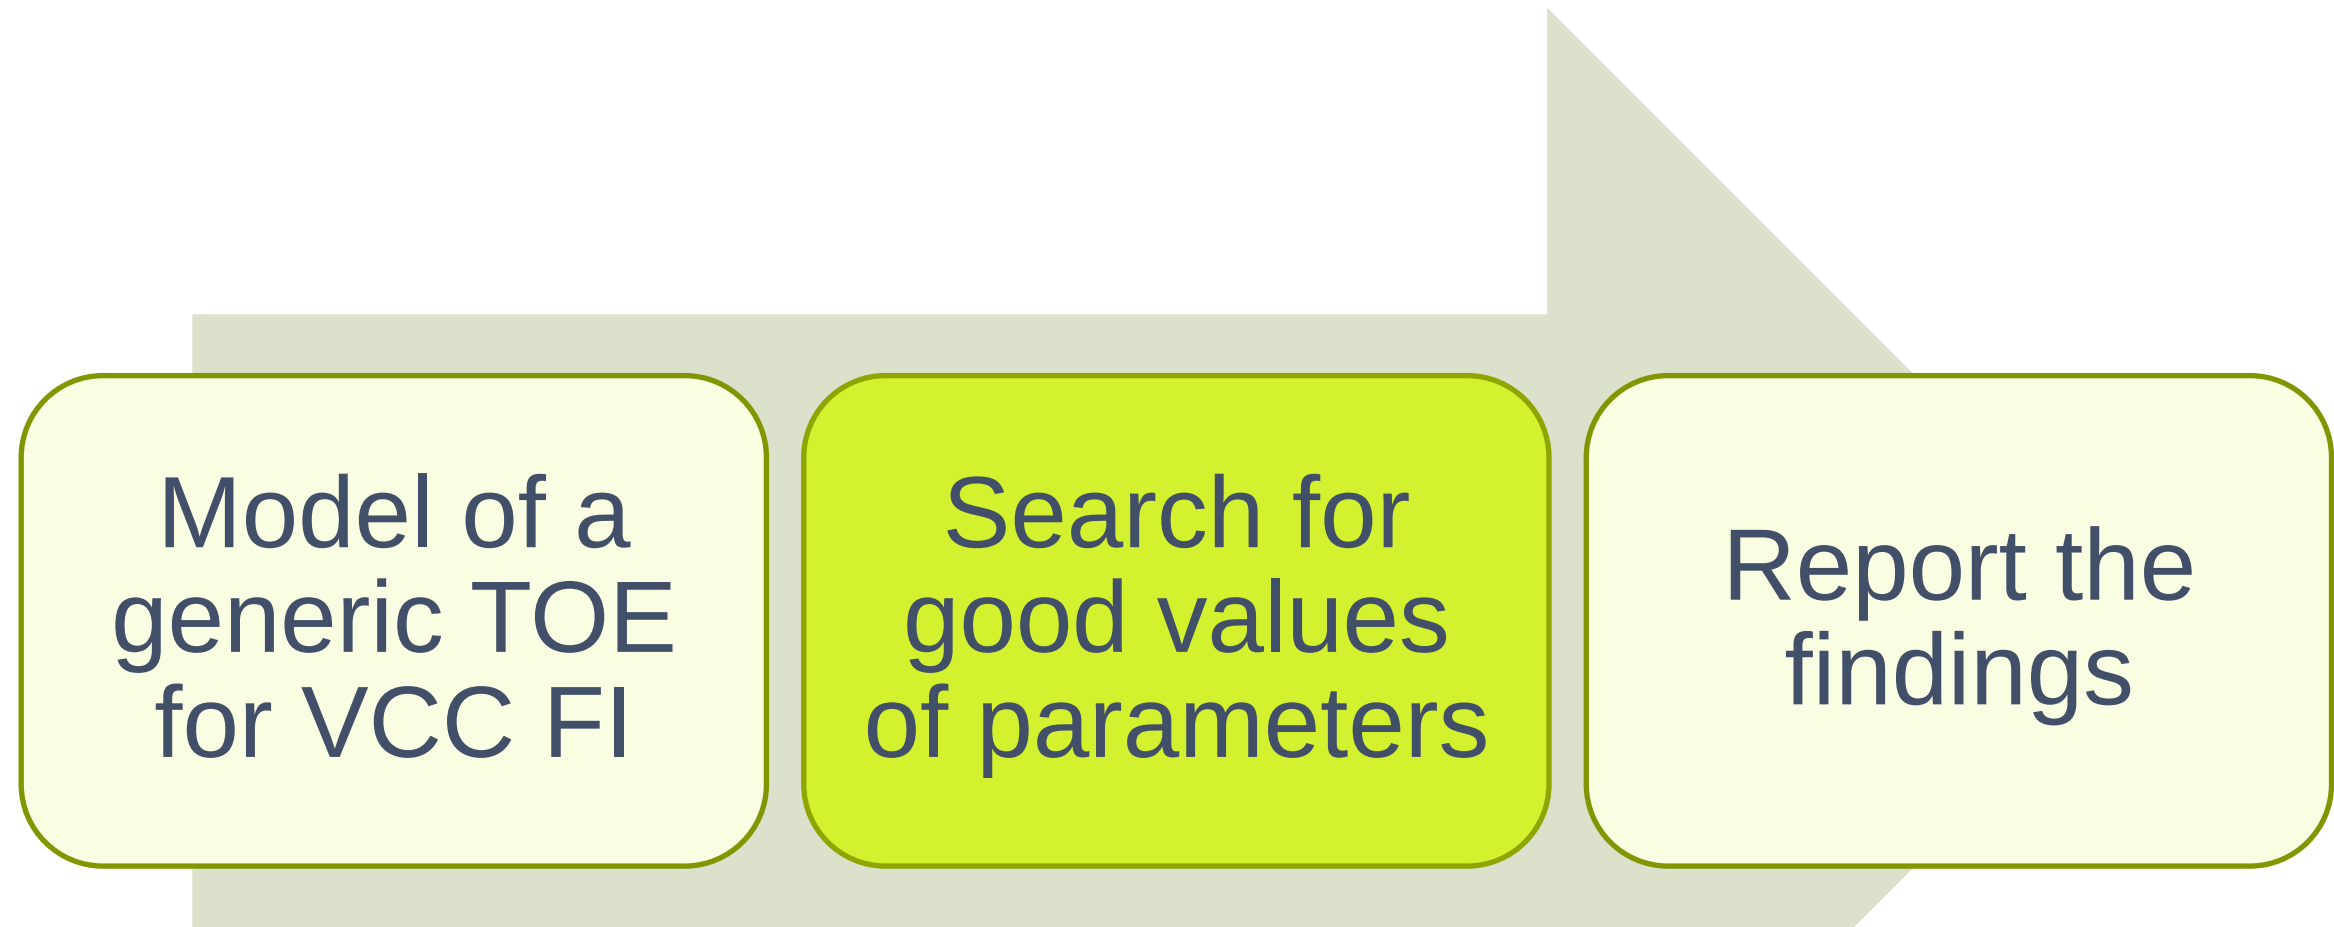 Model of a
generic TOE
for VCC FI
Search for
good values
of parameters
Report the
findings